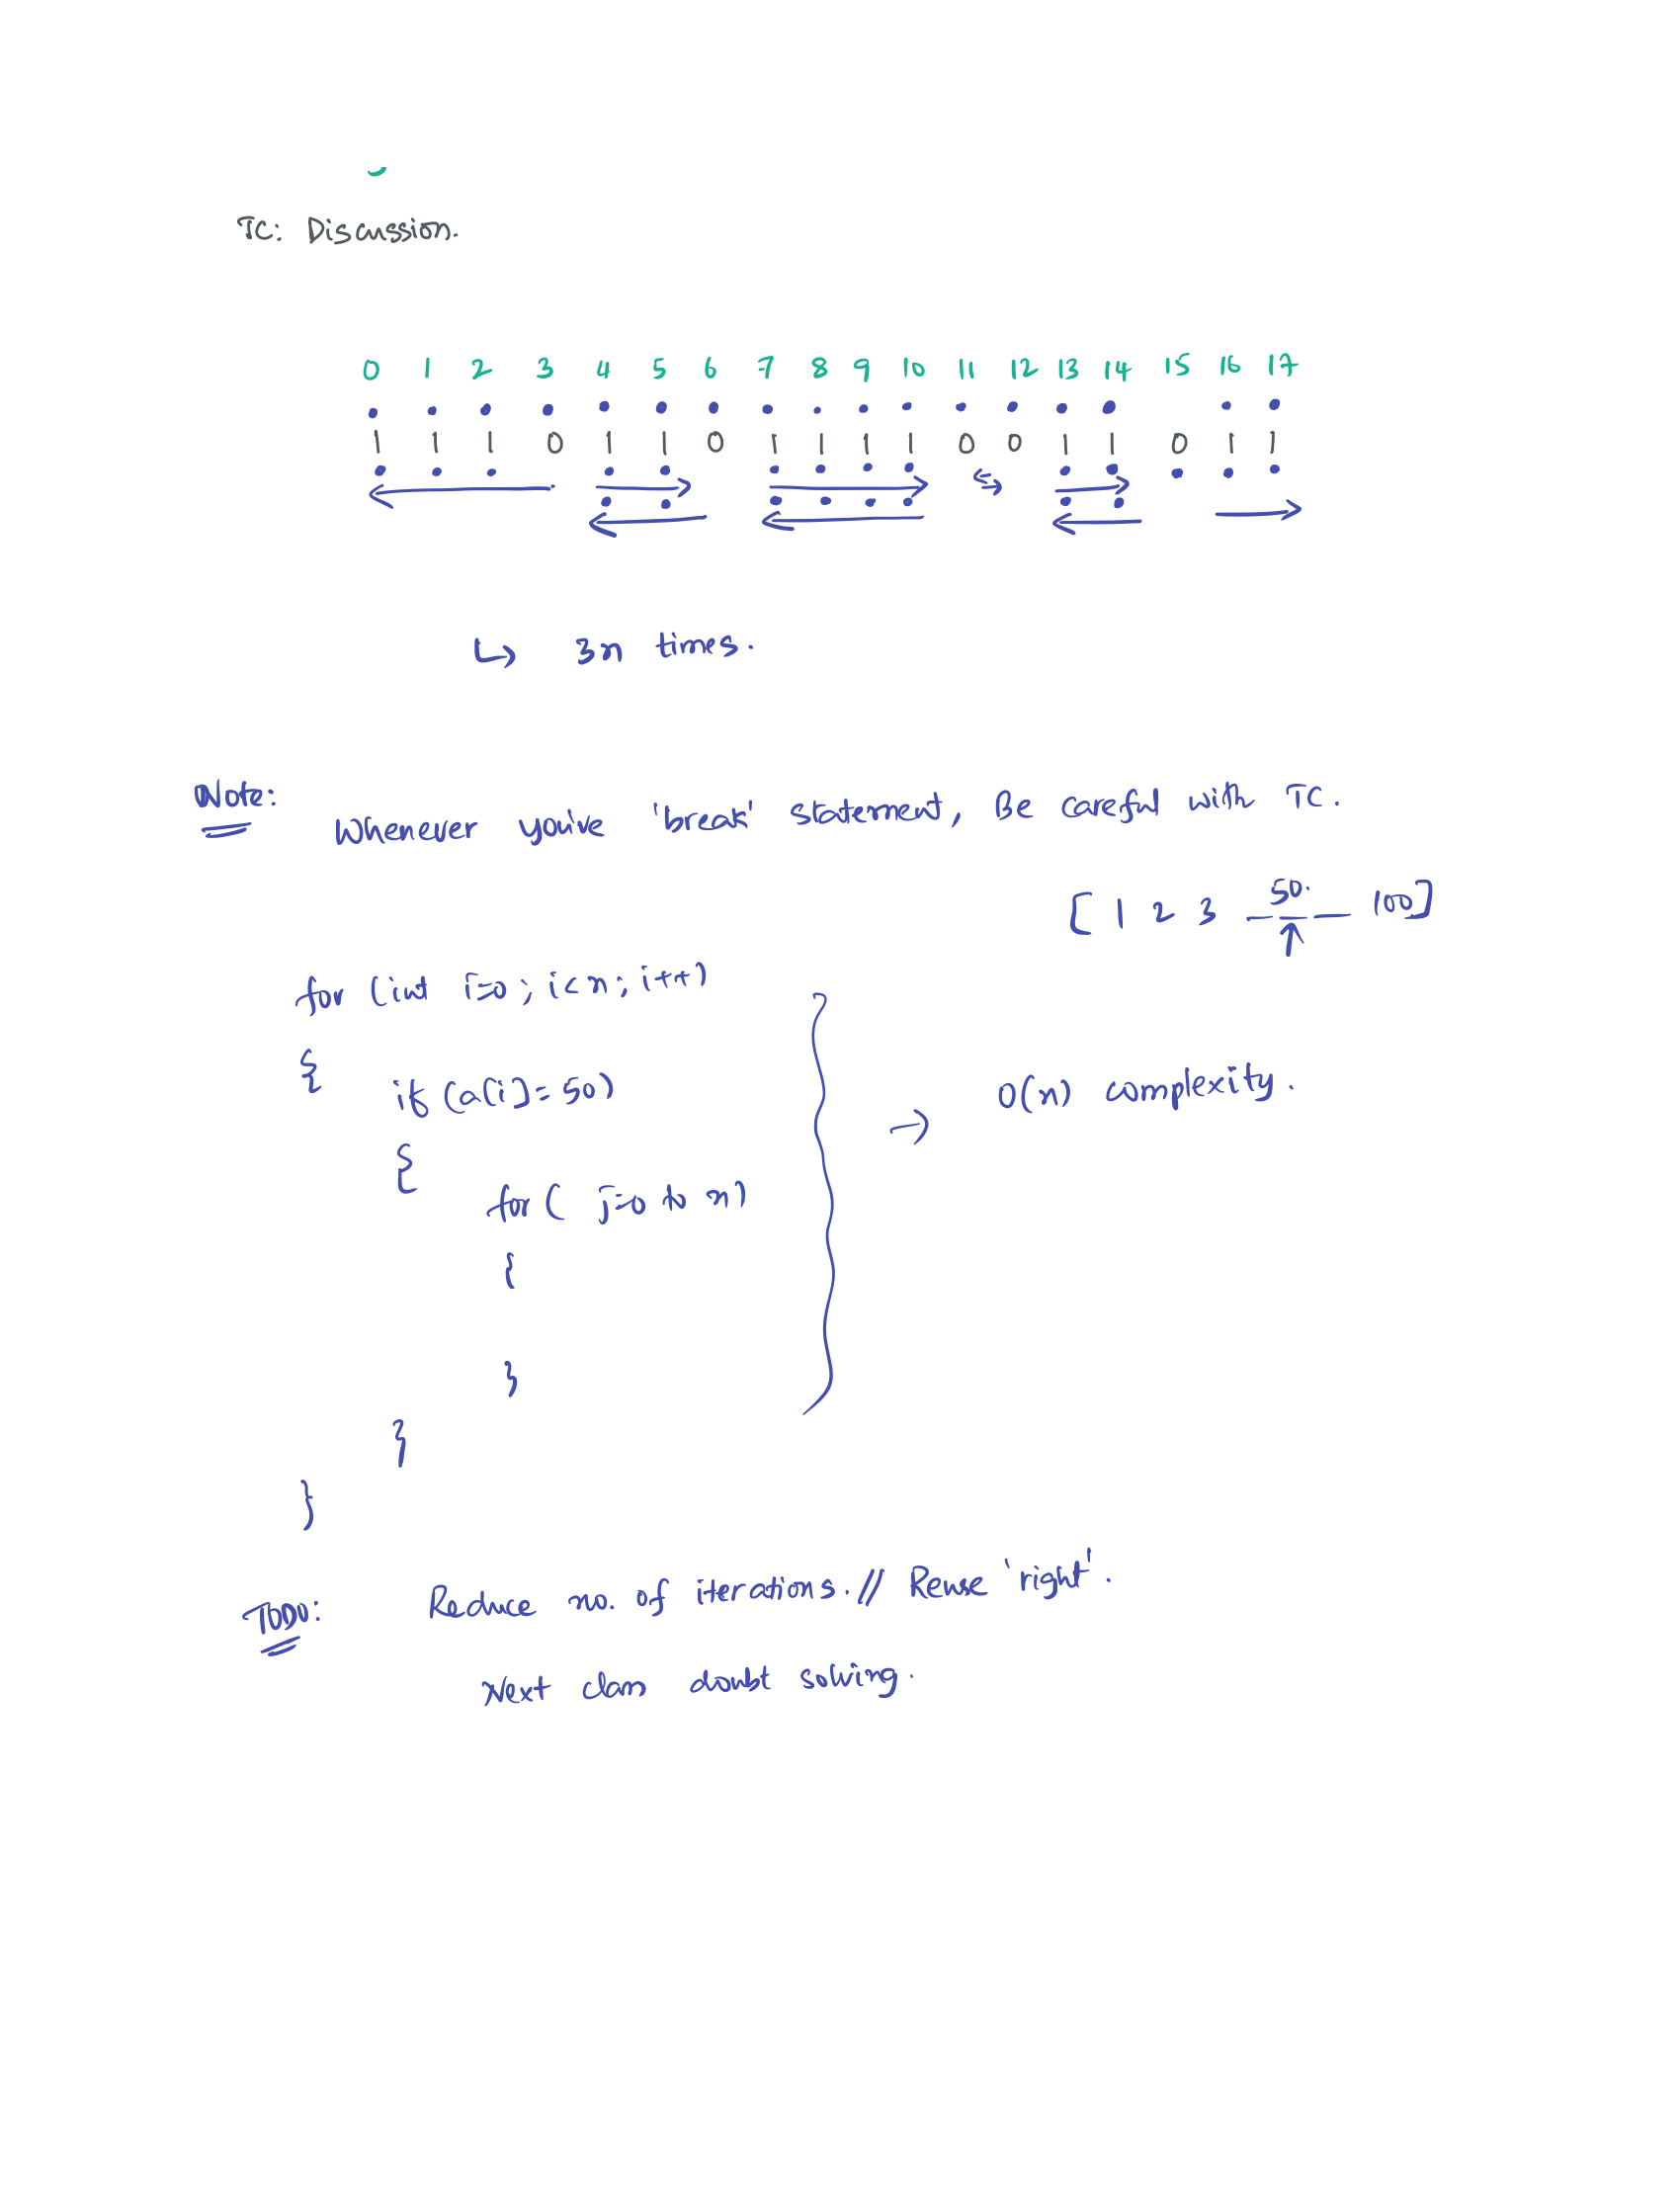 TC: Discussion.
0 1 2 3 4 5 6 7 8 9 10 11 12 13 14 15 16 17
1 1 1 0 1 1 0 1 1 1 1 0 0 1 1 0 1 1
↳ 3n times.
Note: Whenever you've 'break' statement, Be careful with TC.
[ 1 2 3 — 50. — 100]
↑
for (int i=0; i<n; i++)
{
if (a[i]= 50)
→ O(n) complexity.
{
for ( j=0 to n)
{
}
}
}
TODO: Reduce no. of iterations. // Reuse 'right'.
Next class doubt solving.